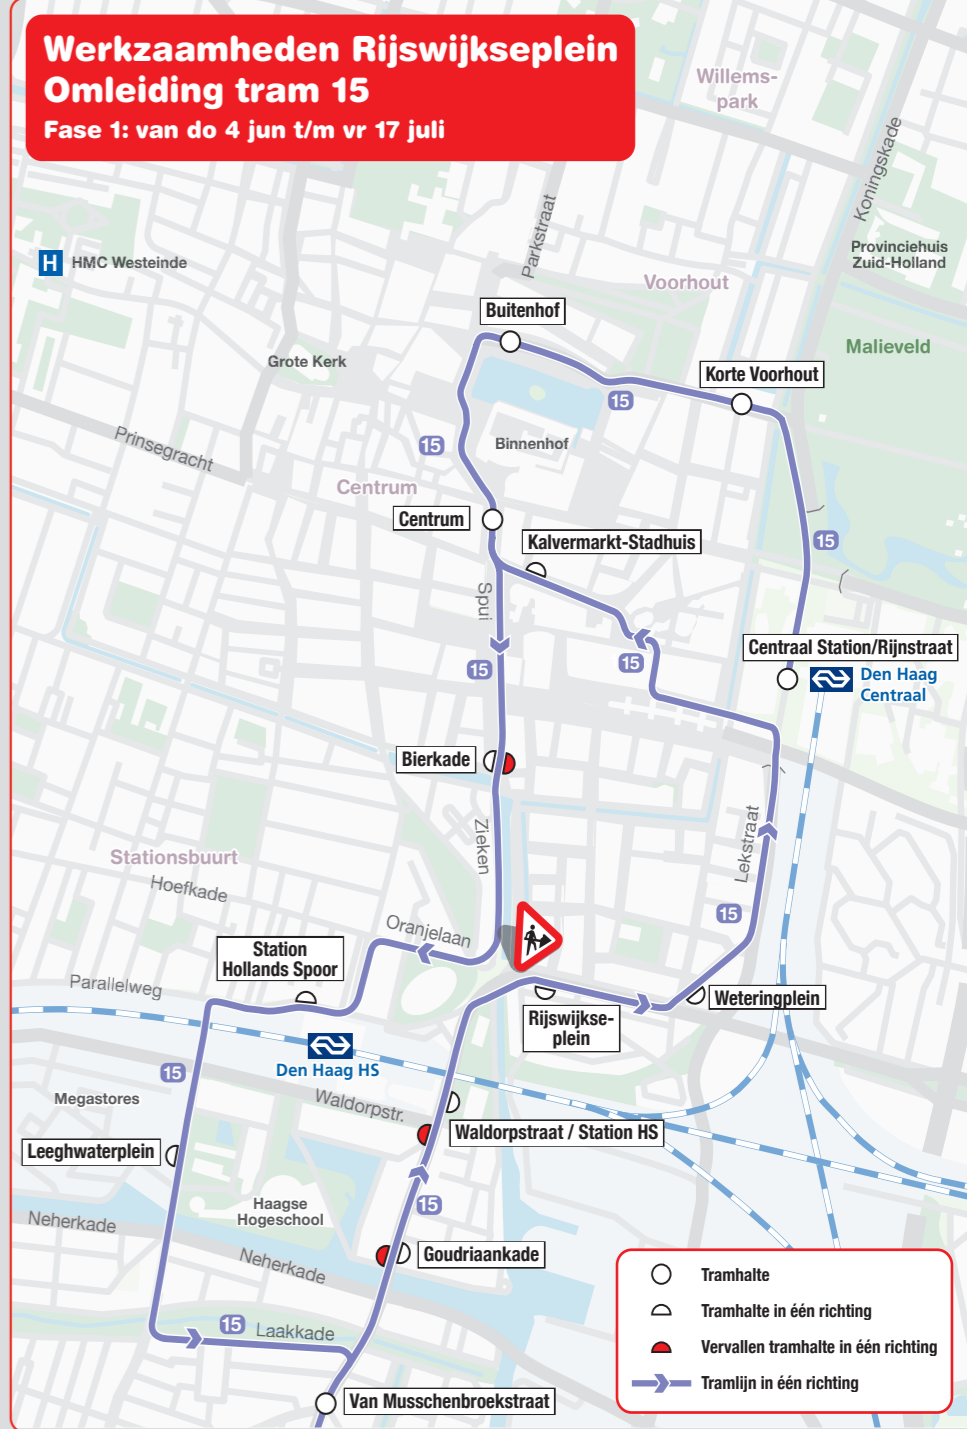 Werkzaamheden Rijswijkseplein
Omleiding tram 15
Fase 1: van do 4 jun t/m vr 17 juli
Willems-
park
Koningskade
Parkstraat
Provinciehuis
Zuid-Holland
H HMC Westeinde
Voorhout
Buitenhof
Malieveld
Grote Kerk
Korte Voorhout
15
Prinsegracht
15
Binnenhof
Centrum
Centrum
Kalvermarkt-Stadhuis
15
Spui
Centraal Station/Rijnstraat
15
15
Den Haag
Centraal
Bierkade
Zieken
Lekstraat
Stationsbuurt
Hoefkade
15
Oranjelaan
Station
Hollands Spoor
Parallelweg
Weteringplein
Rijswijkse-
plein
Den Haag HS
15
Megastores
Waldorpstr.
Waldorpstraat / Station HS
Leeghwaterplein
Haagse
Hogeschool
15
Neherkade
Neherkade
Goudriaankade
15
Laakkade
Van Musschenbroekstraat
Tramhalte
Tramhalte in één richting
Vervallen tramhalte in één richting
Tramlijn in één richting